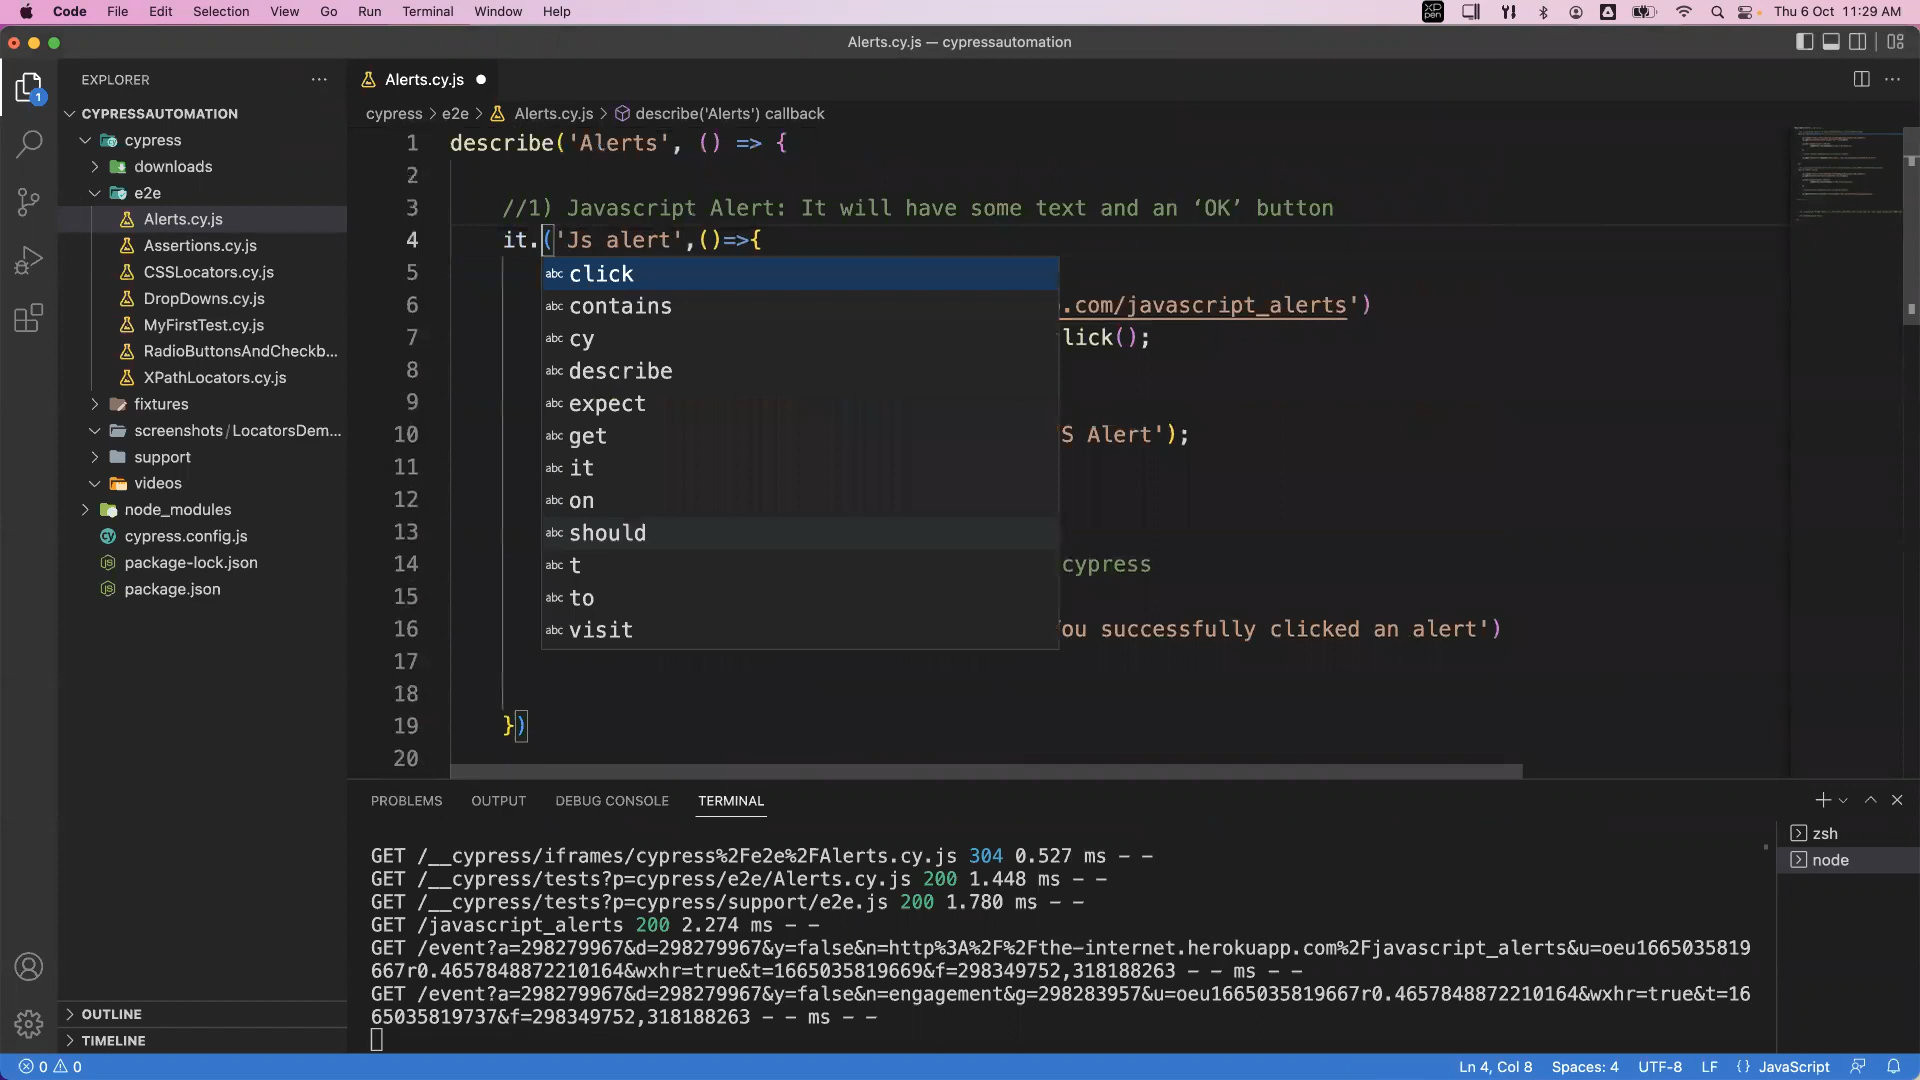 Code File Edit Selection View Go Run Terminal Window Help
XP pen
Thu 6 Oct 11:29 AM
Alerts.cy.js — cypressautomation
1
EXPLORER
CYPRESSAUTOMATION
cypress
downloads
e2e
Alerts.cy.js
Assertions.cy.js
CSSLocators.cy.js
DropDowns.cy.js
MyFirstTest.cy.js
RadioButtonsAndCheckb...
XPathLocators.cy.js
fixtures
screenshots/LocatorsDem...
support
videos
node_modules
cypress.config.js
package-lock.json
package.json
OUTLINE
TIMELINE
Alerts.cy.js
cypress > e2e > Alerts.cy.js > describe('Alerts') callback
1 describe('Alerts', () => {
2
3 //1) Javascript Alert: It will have some text and an ‘OK’ button
4 it.('Js alert',()=>{
5
6 .com/javascript_alerts')
7 lick();
8
9
10 S Alert');
11
12
13
14 cypress
15
16 ou successfully clicked an alert')
17
18
19 })
20
abc click
abc contains
abc cy
abc describe
abc expect
abc get
abc it
abc on
abc should
abc t
abc to
abc visit
PROBLEMS OUTPUT DEBUG CONSOLE TERMINAL
GET /__cypress/iframes/cypress%2Fe2e%2FAlerts.cy.js 304 0.527 ms - -
GET /__cypress/tests?p=cypress/e2e/Alerts.cy.js 200 1.448 ms - -
GET /__cypress/tests?p=cypress/support/e2e.js 200 1.780 ms - -
GET /javascript_alerts 200 2.274 ms - -
GET /event?a=298279967&d=298279967&y=false&n=http%3A%2F%2Fthe-internet.herokuapp.com%2Fjavascript_alerts&u=oeu1665035819
667r0.4657848872210164&wxhr=true&t=1665035819669&f=298349752,318188263 - - ms - -
GET /event?a=298279967&d=298279967&y=false&n=engagement&g=298283957&u=oeu1665035819667r0.4657848872210164&wxhr=true&t=16
65035819737&f=298349752,318188263 - - ms - -
zsh
node
0 0
Ln 4, Col 8 Spaces: 4 UTF-8 LF {} JavaScript